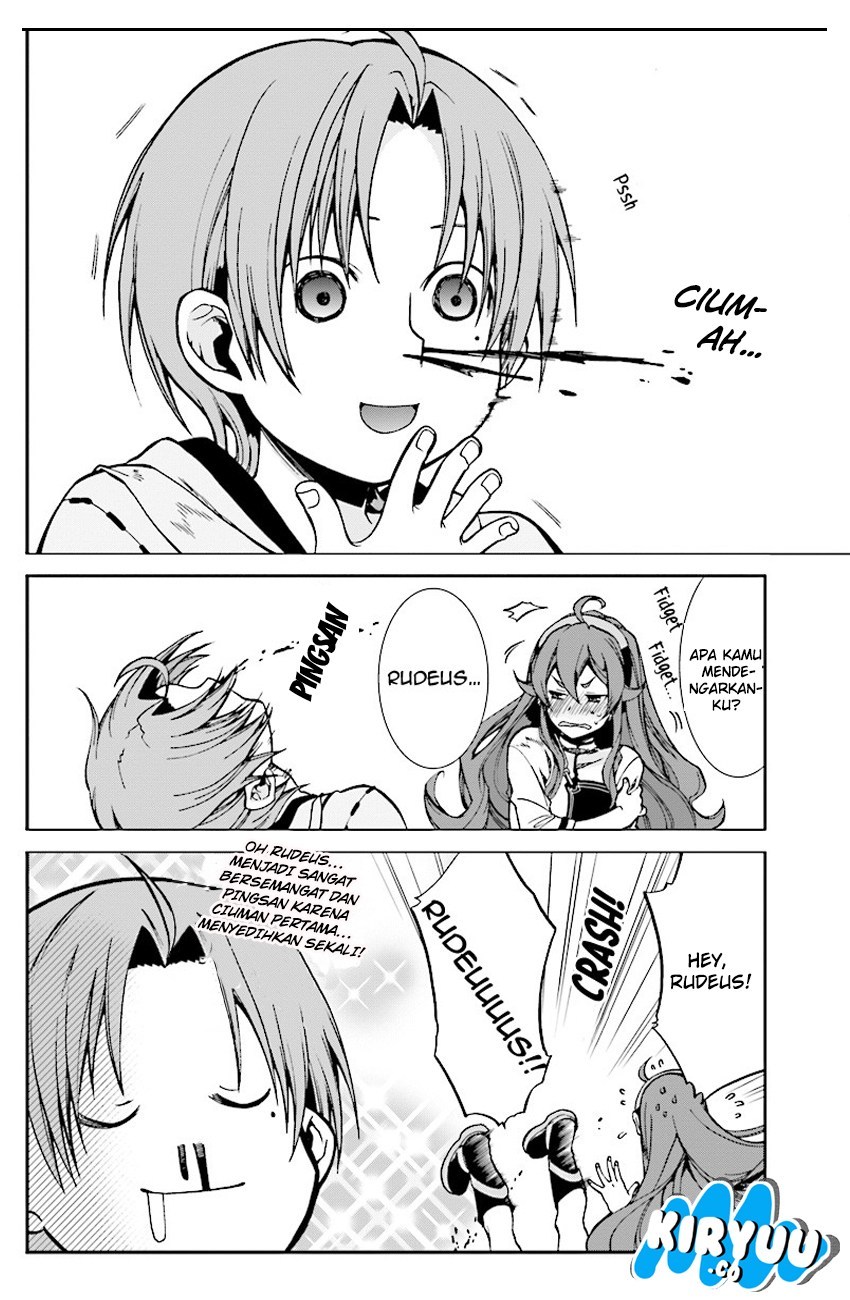 Pssh
CIUM-
AH...
APA KAMU
MENDE-
NGARKAN-
KU?
Fidget
Fidget...
RUDEUS...
PINGSAN
HEY,
RUDEUS!
CRASH!
RUDEUUUUS!!
OH RUDEUS...
MENJADI SANGAT
BERSEMANGAT DAN
PINGSAN KARENA
CIUMAN PERTAMA...
MENYEDIHKAN SEKALI!
KIRYUU
.CO